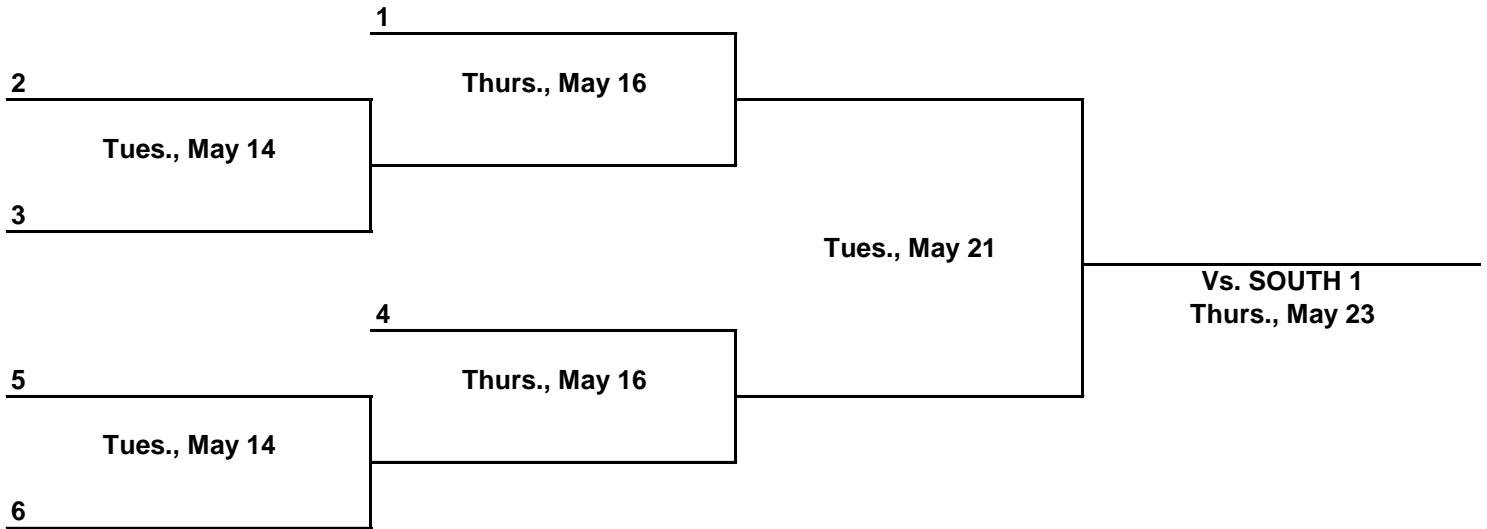 1
Thurs., May 16
2
Tues., May 14
3
Tues., May 21
Vs. SOUTH 1
Thurs., May 23
4
5
Thurs., May 16
Tues., May 14
6